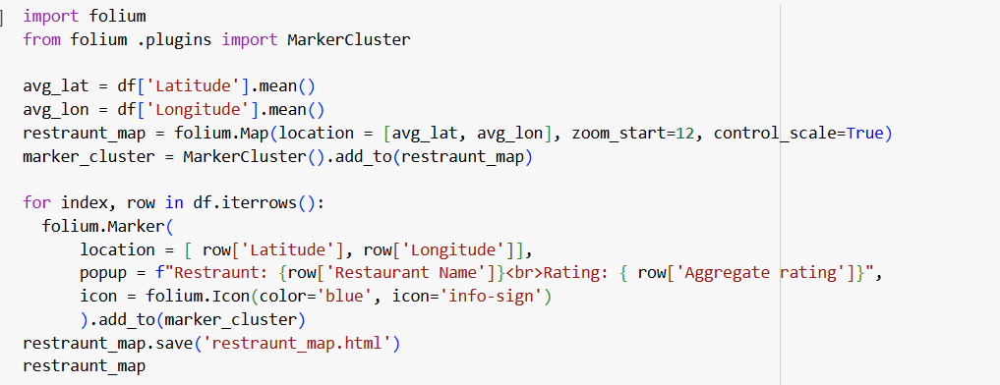 import folium
from folium .plugins import MarkerCluster
avg_lat = df['Latitude'].mean()
avg_lon = df['Longitude'].mean()
restraunt_map = folium.Map(location = [avg_lat, avg_lon], zoom_start=12, control_scale=True)
marker_cluster = MarkerCluster().add_to(restraunt_map)
for index, row in df.iterrows():
  folium.Marker(
      location = [ row['Latitude'], row['Longitude']],
      popup = f"Restraunt: {row['Restaurant Name']}<br>Rating: { row['Aggregate rating']}",
      icon = folium.Icon(color='blue', icon='info-sign')
      ).add_to(marker_cluster)
restraunt_map.save('restraunt_map.html')
restraunt_map